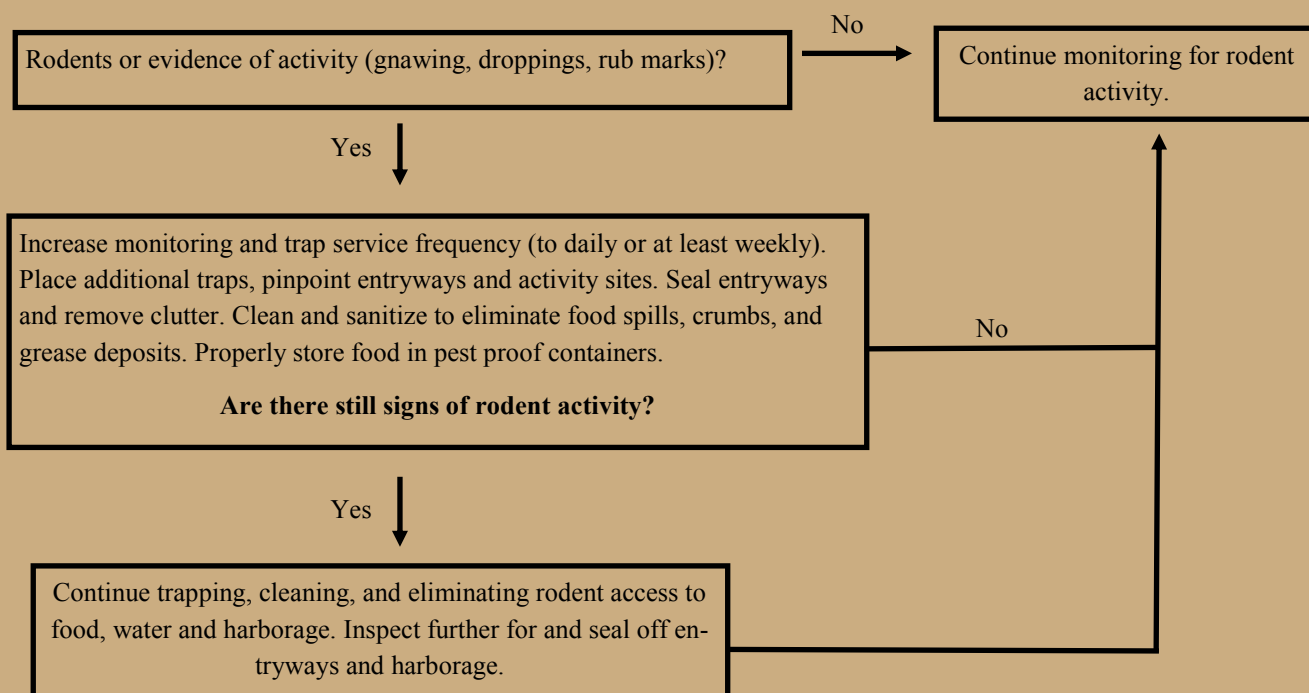 No
Rodents or evidence of activity (gnawing, droppings, rub marks)?
Continue monitoring for rodent
activity.
Yes
Increase monitoring and trap service frequency (to daily or at least weekly).
Place additional traps, pinpoint entryways and activity sites. Seal entryways
and remove clutter. Clean and sanitize to eliminate food spills, crumbs, and
grease deposits. Properly store food in pest proof containers.
Are there still signs of rodent activity?
No
Yes
Continue trapping, cleaning, and eliminating rodent access to
food, water and harborage. Inspect further for and seal off en-
tryways and harborage.